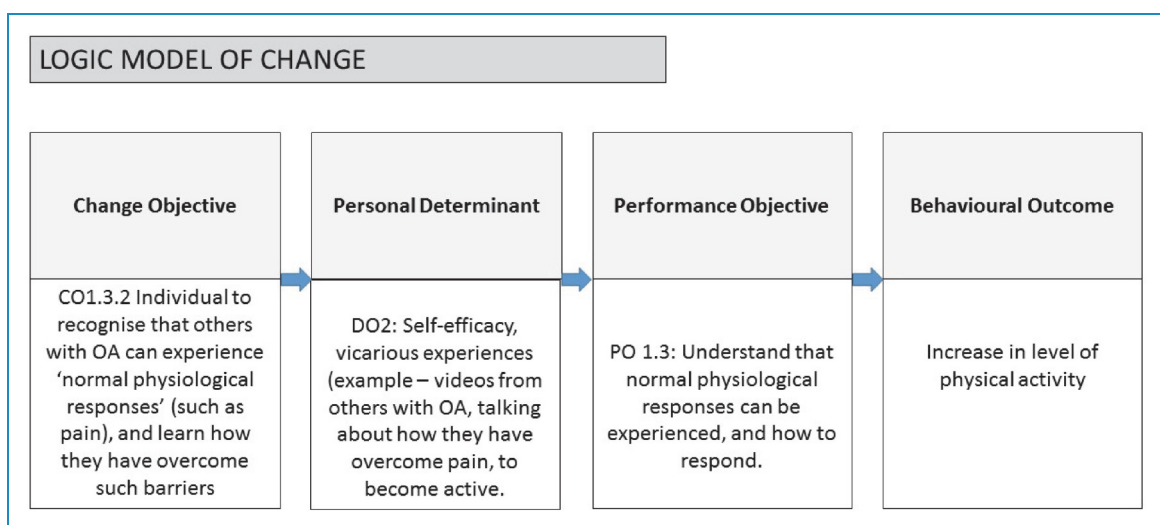 LOGIC MODEL OF CHANGE
Change Objective
CO1.3.2 Individual to
recognise that others
with OA can experience
‘normal physiological
responses’ (such as
pain), and learn how
they have overcome
such barriers
Personal Determinant
DO2: Self-efficacy,
vicarious experiences
(example – videos from
others with OA, talking
about how they have
overcome pain, to
become active.
Performance Objective
PO 1.3: Understand that
normal physiological
responses can be
experienced, and how to
respond.
Behavioural Outcome
Increase in level of
physical activity